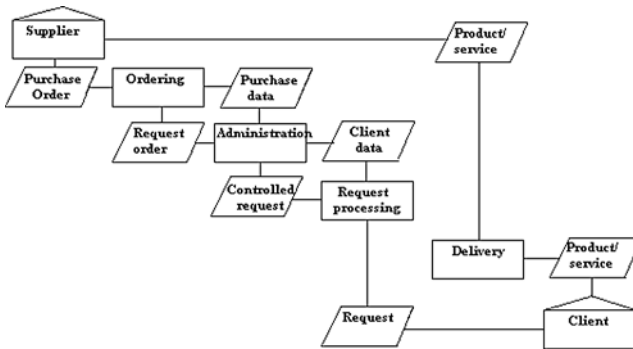 Supplier
Product/
service
Purchase
Order
Ordering
Purchase
data
Request
order
Administration
Client
data
Controlled
request
Request
processing
Delivery
Product/
service
Request
Client